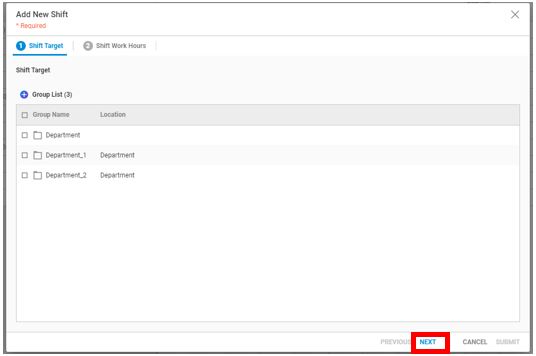 Add New Shift
* Required
1 Shift Target
2 Shift Work Hours
Shift Target
Group List (3)
Group Name Location
Department
Department_1 Department
Department_2 Department
PREVIOUS NEXT CANCEL SUBMIT